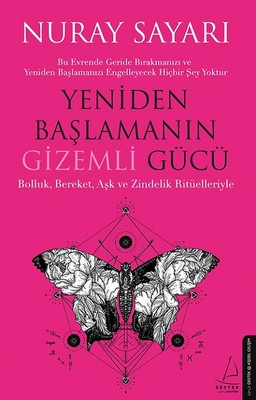 NURAY SAYARI
Bu Evrende Geride Bırakmanızı ve
Yeniden Başlamanızı Engelleyecek Hiçbir Şey Yoktur
YENİDEN
BAŞLAMANIN
GİZEMLİ GÜCÜ
Bolluk, Bereket, Aşk ve Zindelik Ritüelleriyle
DESTEK